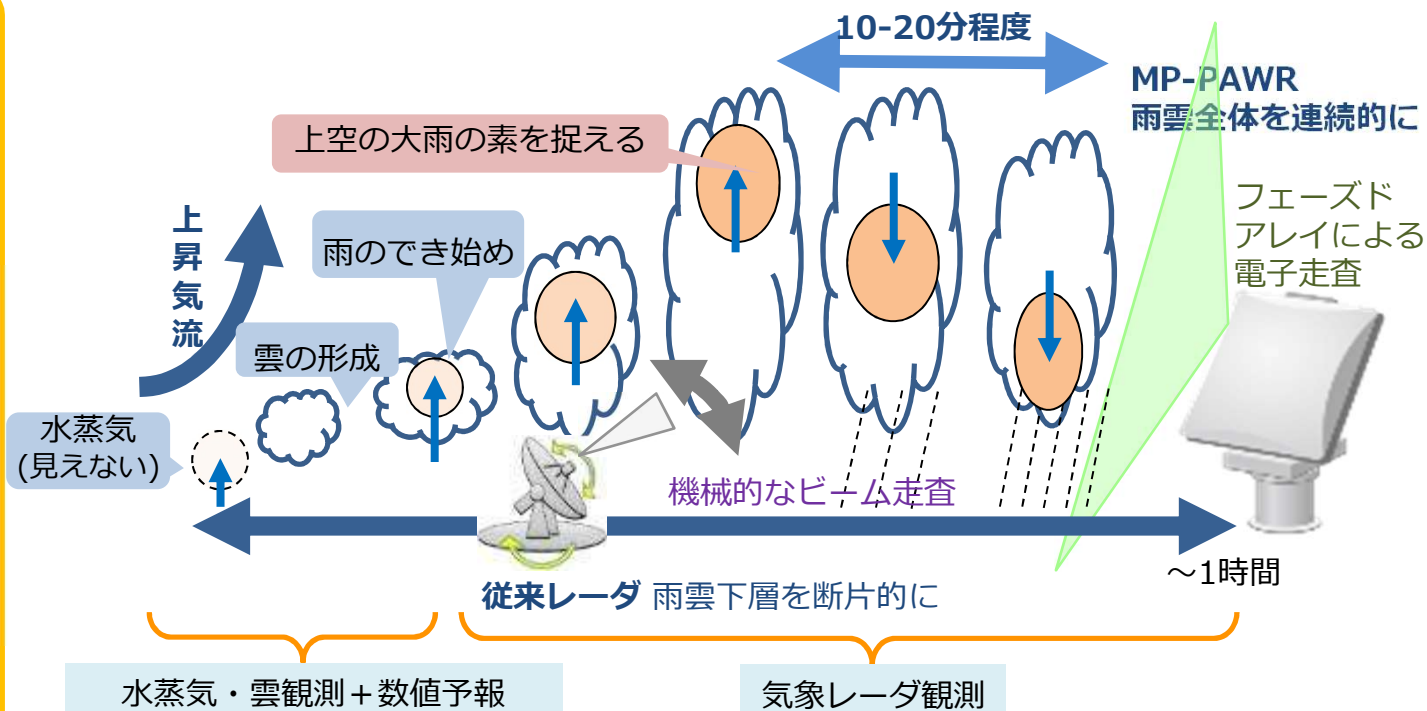 10-20分程度
MP-PAWR
雨雲全体を連続的に
上空の大雨の素を捉える
フェーズド
アレイによる
電子走査
上昇気流
雨のでき始め
雲の形成
水蒸気
(見えない)
機械的なビーム走査
～1時間
従来レーダ 雨雲下層を断片的に
水蒸気・雲観測＋数値予報
気象レーダ観測